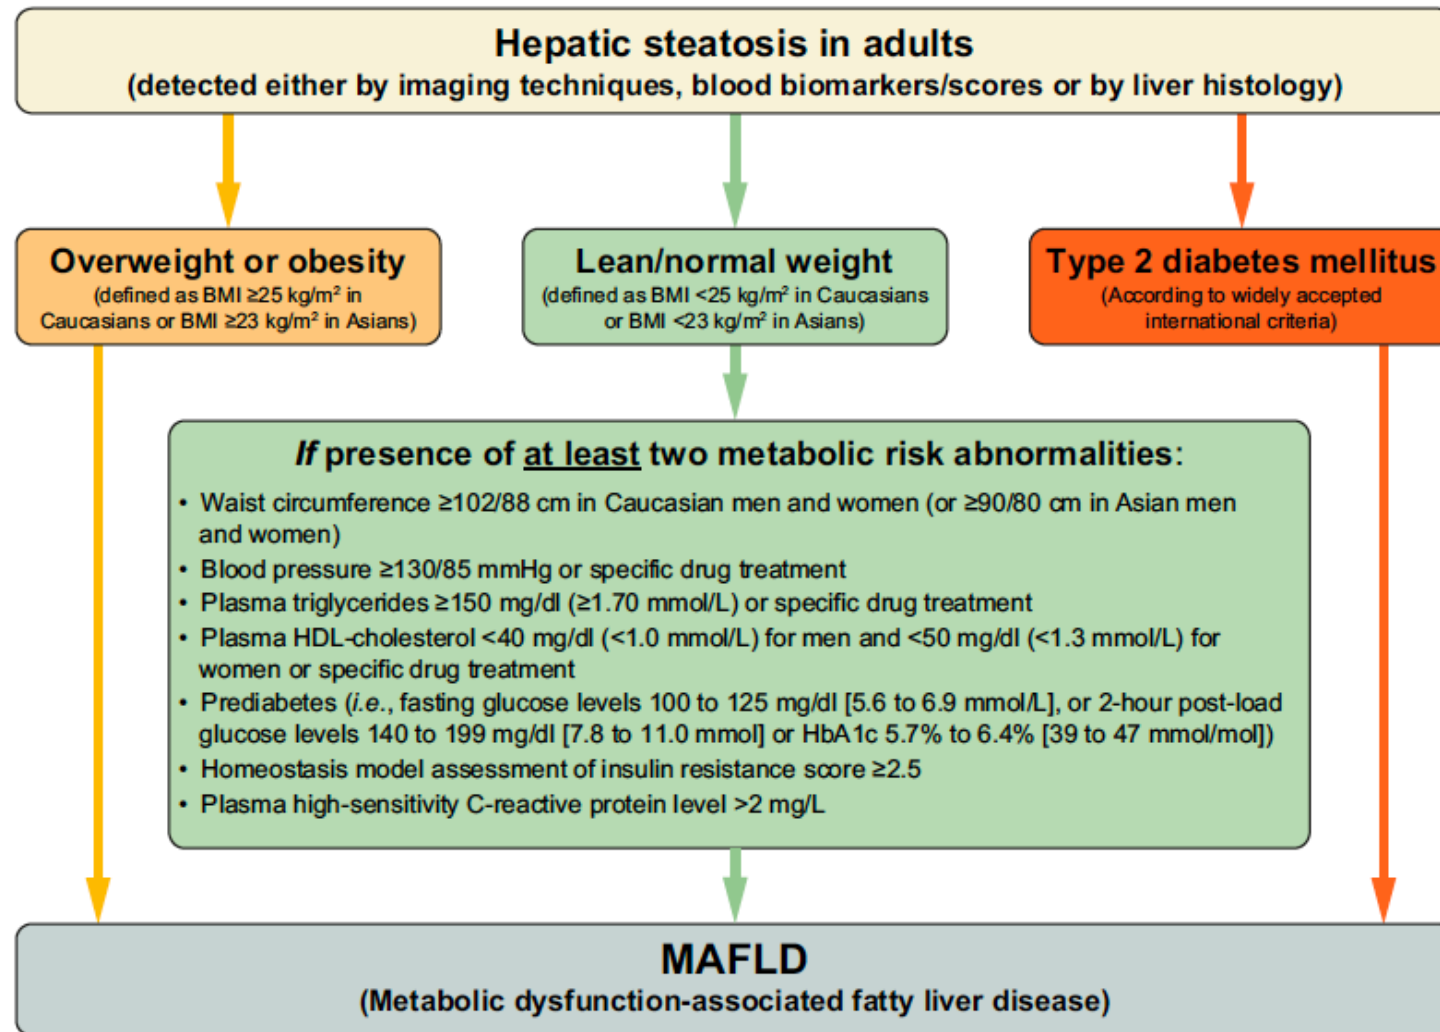 Hepatic steatosis in adults
(detected either by imaging techniques, blood biomarkers/scores or by liver histology)
Overweight or obesity
(defined as BMI ≥25 kg/m² in
Caucasians or BMI ≥23 kg/m² in Asians)
Lean/normal weight
(defined as BMI <25 kg/m² in Caucasians
or BMI <23 kg/m² in Asians)
Type 2 diabetes mellitus
(According to widely accepted
international criteria)
If presence of at least two metabolic risk abnormalities:
• Waist circumference ≥102/88 cm in Caucasian men and women (or ≥90/80 cm in Asian men
and women)
• Blood pressure ≥130/85 mmHg or specific drug treatment
• Plasma triglycerides ≥150 mg/dl (≥1.70 mmol/L) or specific drug treatment
• Plasma HDL-cholesterol <40 mg/dl (<1.0 mmol/L) for men and <50 mg/dl (<1.3 mmol/L) for
women or specific drug treatment
• Prediabetes (i.e., fasting glucose levels 100 to 125 mg/dl [5.6 to 6.9 mmol/L], or 2-hour post-load
glucose levels 140 to 199 mg/dl [7.8 to 11.0 mmol] or HbA1c 5.7% to 6.4% [39 to 47 mmol/mol])
• Homeostasis model assessment of insulin resistance score ≥2.5
• Plasma high-sensitivity C-reactive protein level >2 mg/L
MAFLD
(Metabolic dysfunction-associated fatty liver disease)